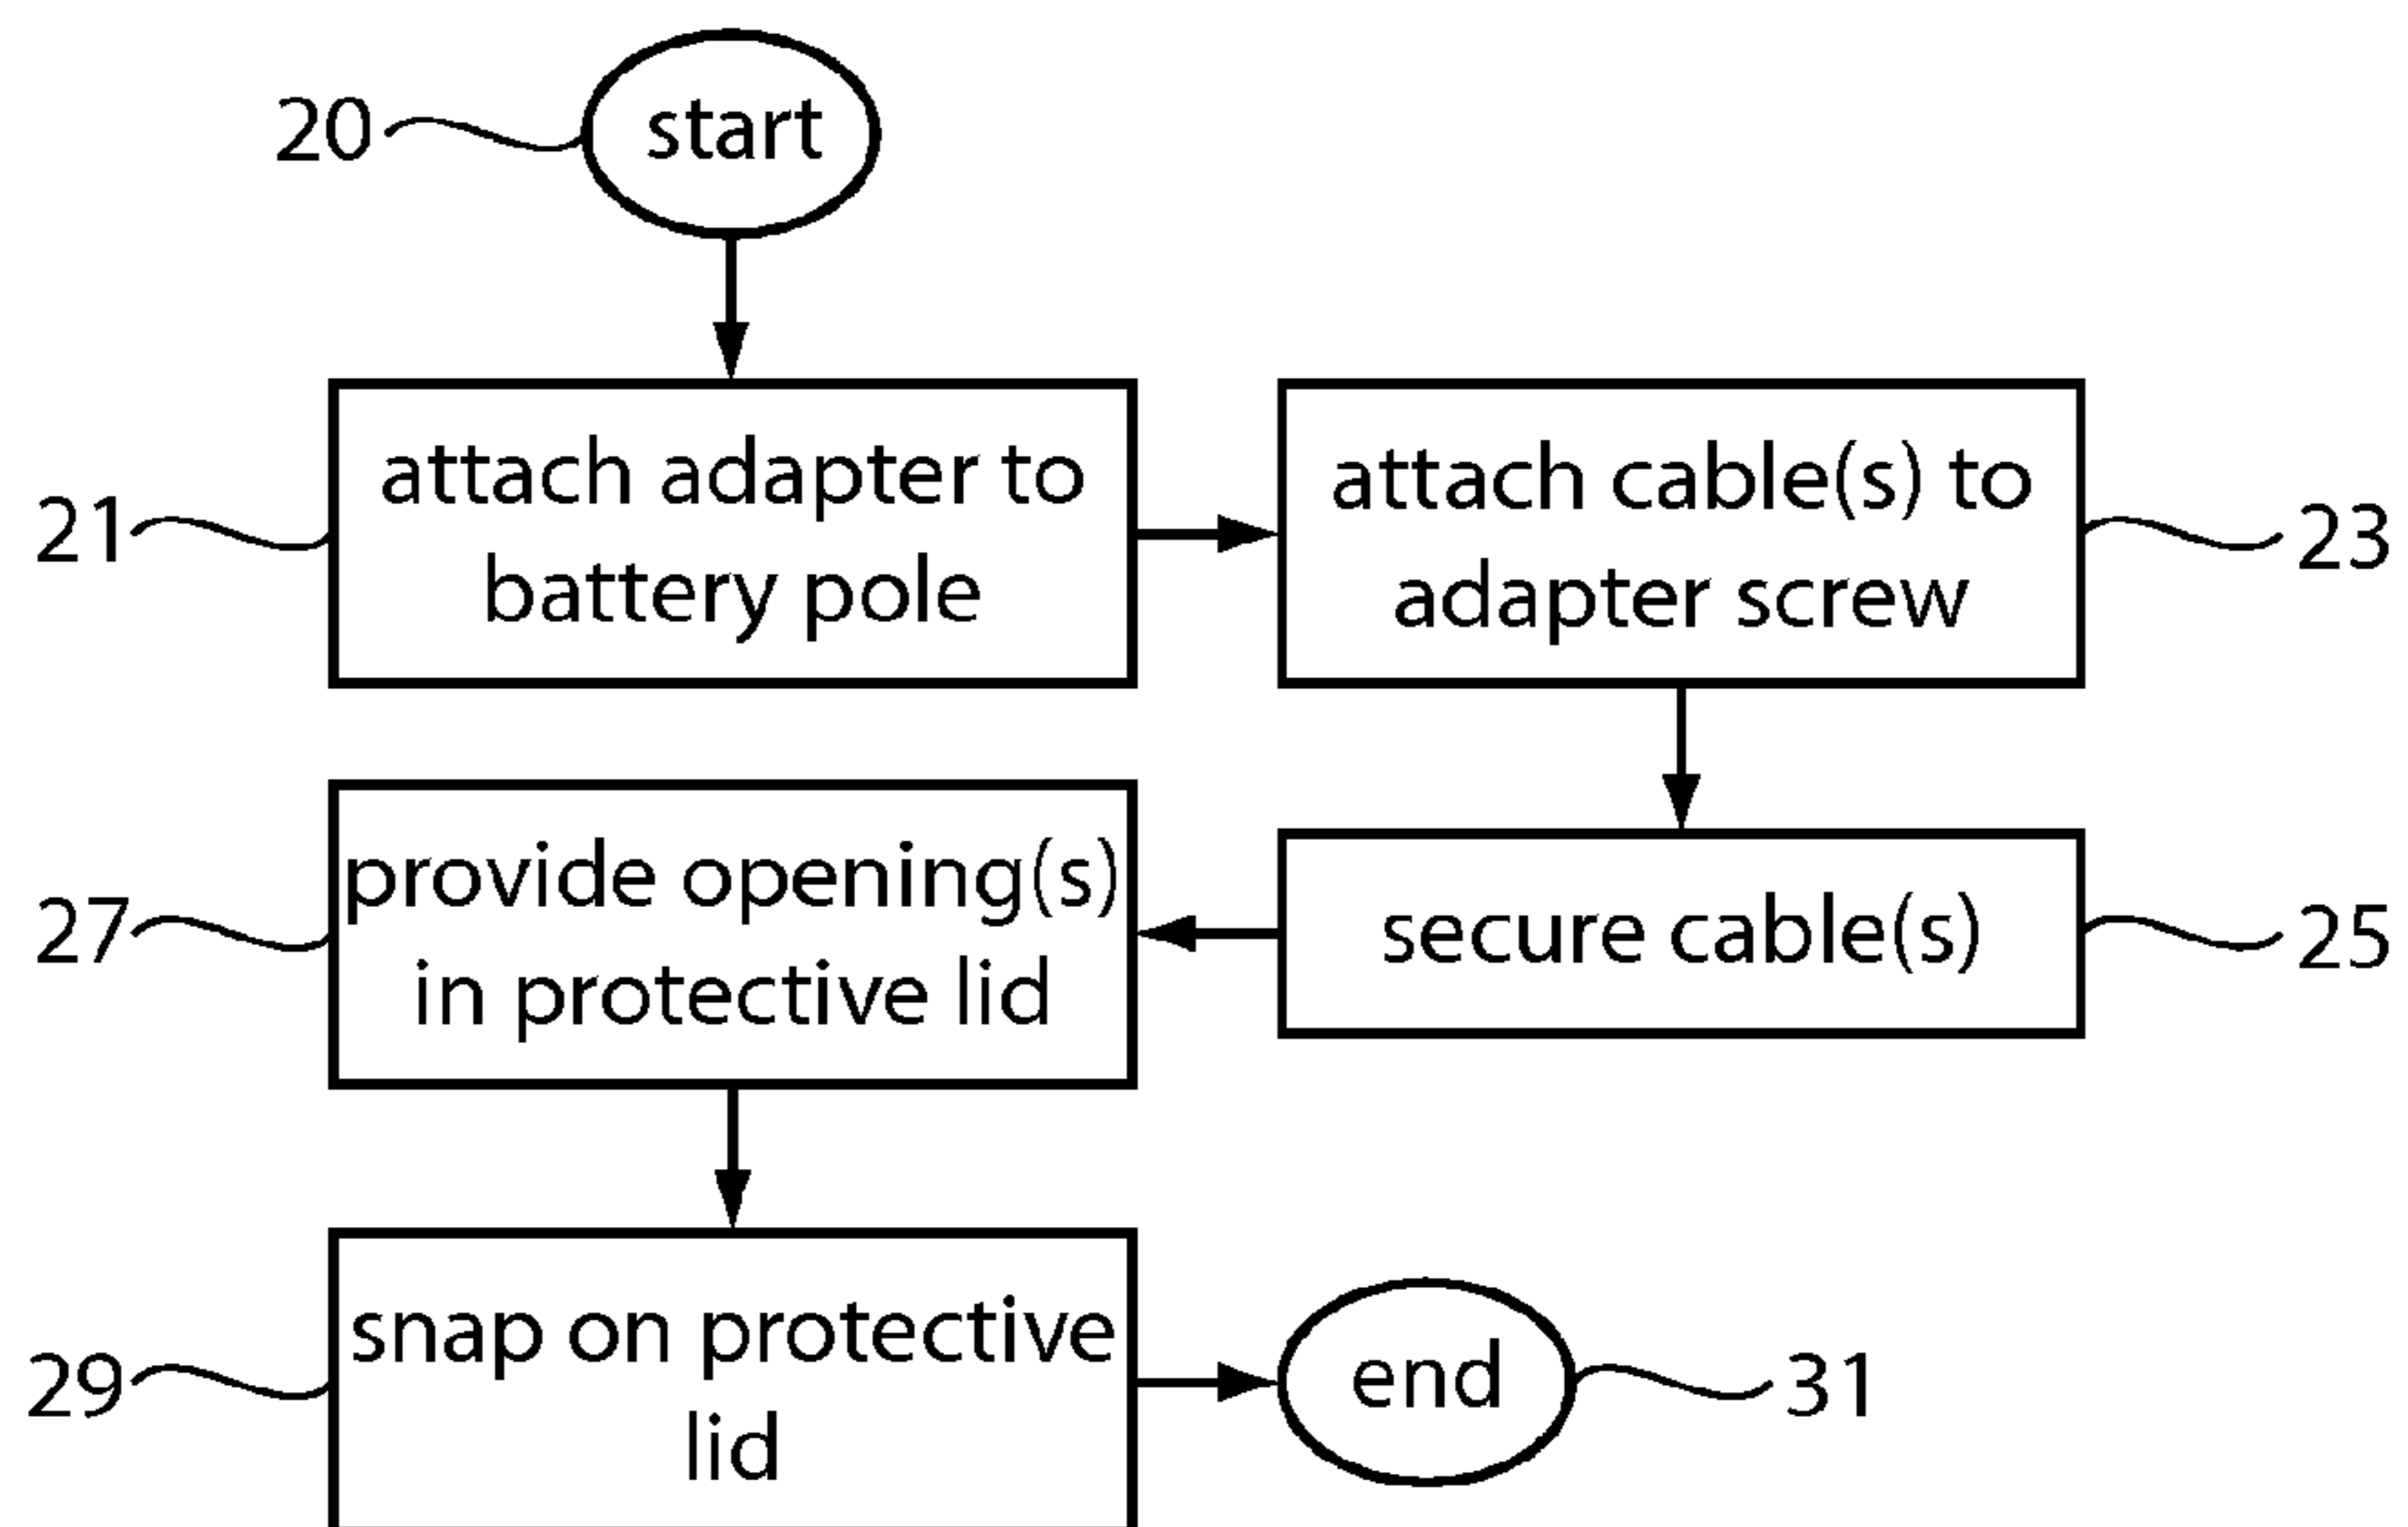 20
start
21
attach adapter to
battery pole
attach cable(s) to
adapter screw
23
secure cable(s)
25
27
provide opening(s)
in protective lid
29
snap on protective
lid
end
31